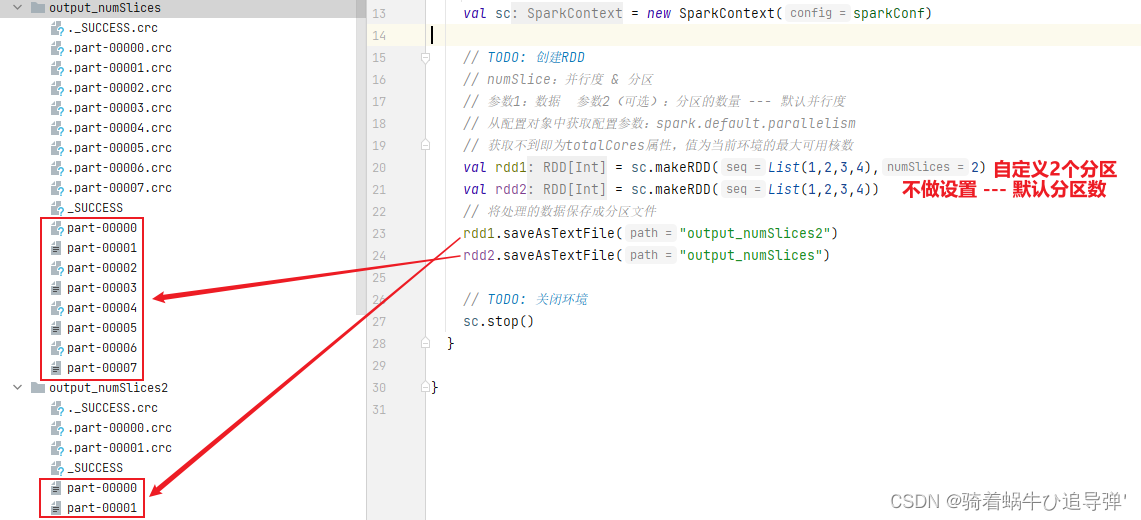 output_numSlices
._SUCCESS.crc
.part-00000.crc
.part-00001.crc
.part-00002.crc
.part-00003.crc
.part-00004.crc
.part-00005.crc
.part-00006.crc
.part-00007.crc
_SUCCESS
part-00000
part-00001
part-00002
part-00003
part-00004
part-00005
part-00006
part-00007
output_numSlices2
._SUCCESS.crc
.part-00000.crc
.part-00001.crc
_SUCCESS
part-00000
part-00001
13 val sc: SparkContext = new SparkContext( config = sparkConf)
14
15 // TODO: 创建RDD
16 // numSlice：并行度 & 分区
17 // 参数1：数据 参数2（可选）：分区的数量 --- 默认并行度
18 // 从配置对象中获取配置参数：spark.default.parallelism
19 // 获取不到即为totalCores属性，值为当前环境的最大可用核数
20 val rdd1: RDD[Int] = sc.makeRDD( seq = List(1,2,3,4), numSlices = 2) 自定义2个分区
21 val rdd2: RDD[Int] = sc.makeRDD( seq = List(1,2,3,4)) 不做设置 --- 默认分区数
22 // 将处理的数据保存成分区文件
23 rdd1.saveAsTextFile( path = "output_numSlices2")
24 rdd2.saveAsTextFile( path = "output_numSlices")
25
26 // TODO: 关闭环境
27 sc.stop()
28 }
29
30 }
31
CSDN @骑着蜗牛ひ追导弹'